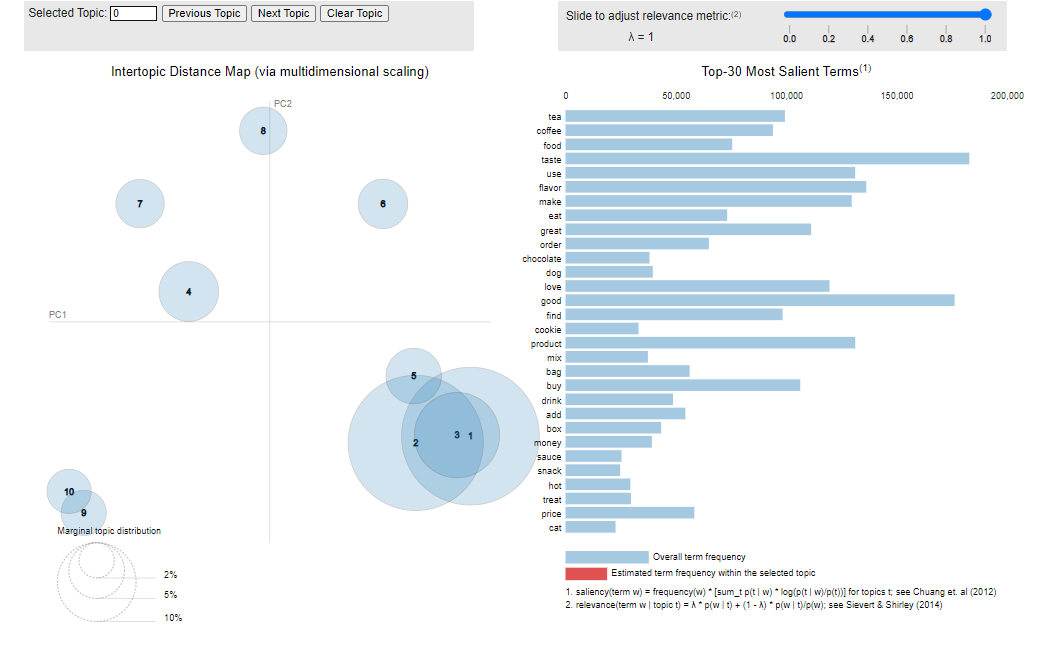 Selected Topic: 0 Previous Topic Next Topic Clear Topic
Slide to adjust relevance metric:(2)
λ = 1
0.0 0.2 0.4 0.6 0.8 1.0
Intertopic Distance Map (via multidimensional scaling)
PC2
8
7
6
4
PC1
5
3 1
2
10
9
Marginal topic distribution
2%
5%
10%
Top-30 Most Salient Terms(1)
0 50,000 100,000 150,000 200,000
tea
coffee
food
taste
use
flavor
make
eat
great
order
chocolate
dog
love
good
find
cookie
product
mix
bag
buy
drink
add
box
money
sauce
snack
hot
treat
price
cat
Overall term frequency
Estimated term frequency within the selected topic
1. saliency(term w) = frequency(w) * [sum_t p(t | w) * log(p(t | w)/p(t))] for topics t; see Chuang et. al (2012)
2. relevance(term w | topic t) = λ * p(w | t) + (1 - λ) * p(w | t)/p(w); see Sievert & Shirley (2014)